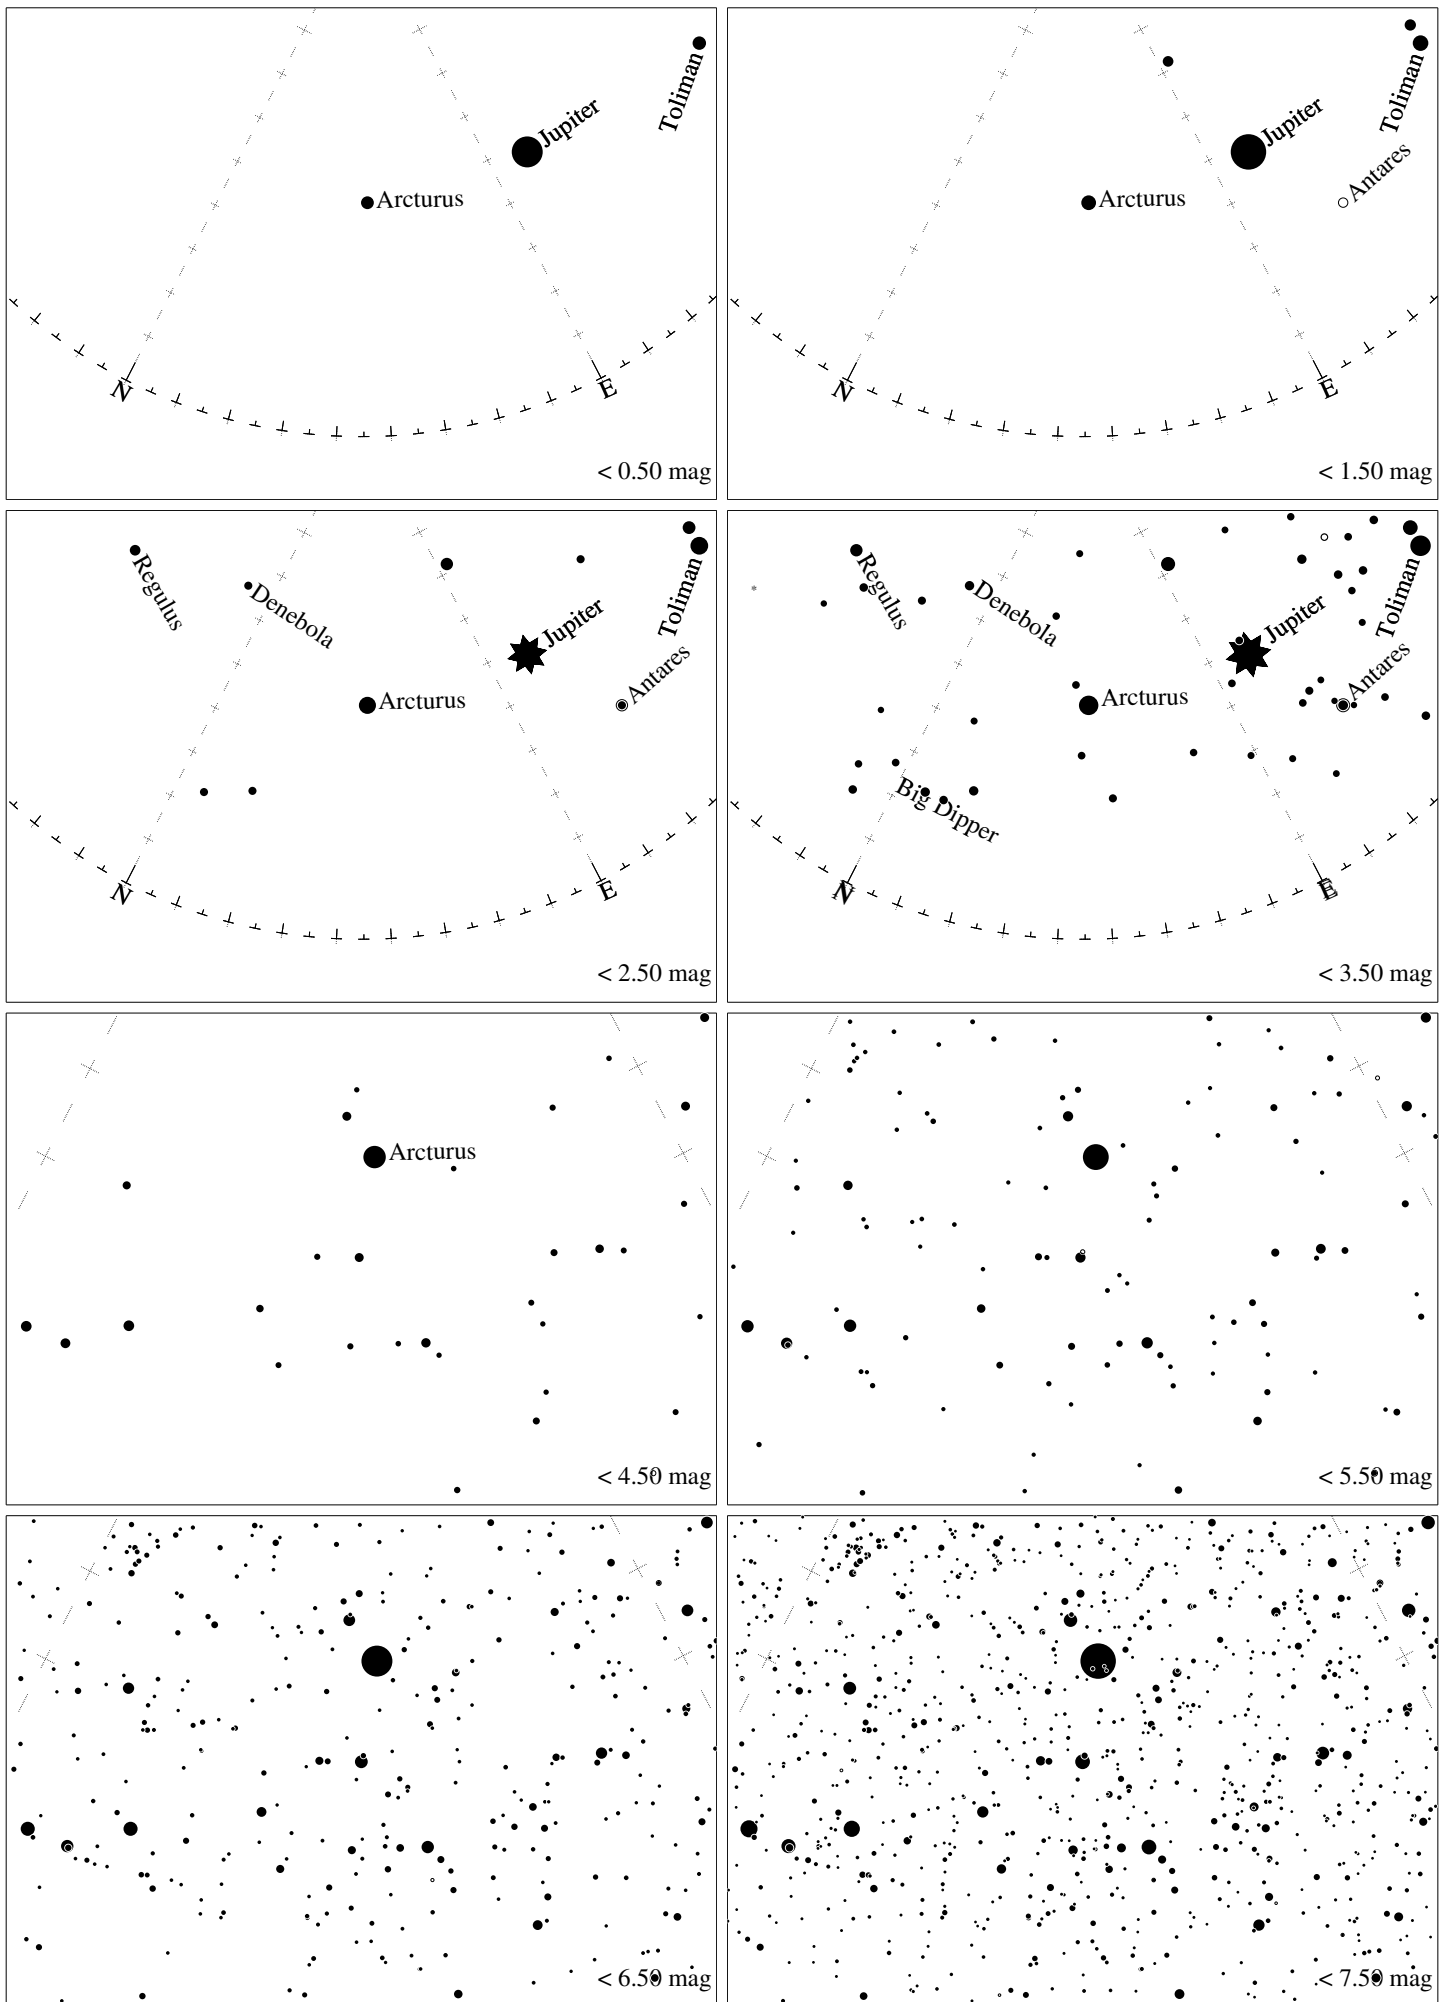 Toliman
Jupiter
Arcturus
N
E
< 0.50 mag
Toliman
Jupiter
Antares
Arcturus
N
E
< 1.50 mag
Regulus
Denebola
Toliman
Jupiter
Antares
Arcturus
N
E
< 2.50 mag
Regulus
Denebola
Toliman
Jupiter
Antares
Arcturus
Big Dipper
N
E
< 3.50 mag
Arcturus
< 4.50 mag
< 5.50 mag
< 6.50 mag
< 7.50 mag